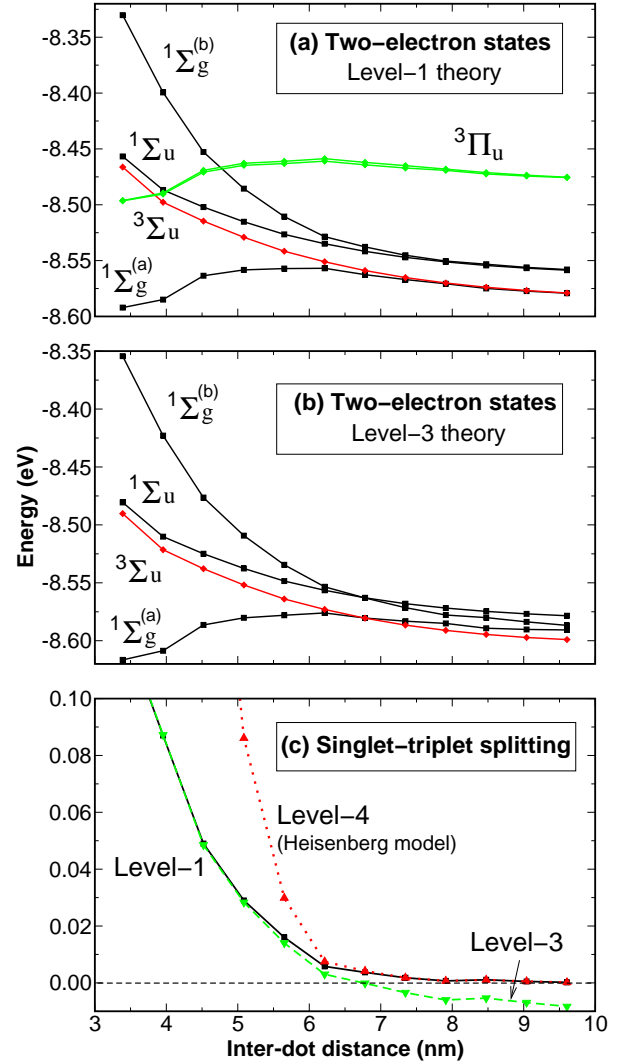 -8.35
-8.40
-8.45
-8.50
-8.55
-8.60
(a) Two−electron states
Level−1 theory
¹Σg⁽ᵇ⁾
¹Σu
³Σu
¹Σg⁽ᵃ⁾
³Πu
-8.35
-8.40
-8.45
-8.50
-8.55
-8.60
Energy (eV)
(b) Two−electron states
Level−3 theory
¹Σg⁽ᵇ⁾
¹Σu
³Σu
¹Σg⁽ᵃ⁾
0.10
0.08
0.06
0.04
0.02
0.00
(c) Singlet−triplet splitting
Level−4
(Heisenberg model)
Level−1
Level−3
3 4 5 6 7 8 9 10
Inter-dot distance (nm)